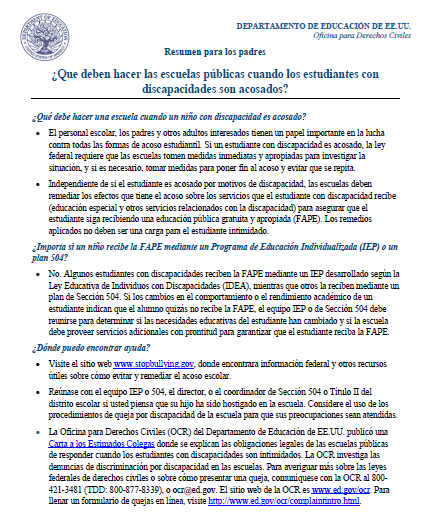 DEPARTAMENTO DE EDUCACIÓN DE EE.UU.
Oficina para Derechos Civiles
Resumen para los padres
¿Que deben hacer las escuelas públicas cuando los estudiantes con
discapacidades son acosados?
¿Qué debe hacer una escuela cuando un niño con discapacidad es acosado?
• El personal escolar, los padres y otros adultos interesados tienen un papel importante en la lucha
contra todas las formas de acoso estudiantil. Si un estudiante con discapacidad es acosado, la ley
federal requiere que las escuelas tomen medidas inmediatas y apropiadas para investigar la
situación, y si es necesario, tomar medidas para poner fin al acoso y evitar que se repita.
• Independiente de si el estudiante es acosado por motivos de discapacidad, las escuelas deben
remediar los efectos que tiene el acoso sobre los servicios que el estudiante con discapacidad recibe
(educación especial y otros servicios relacionados con la discapacidad) para asegurar que el
estudiante siga recibiendo una educación pública gratuita y apropiada (FAPE). Los remedios
aplicados no deben ser una carga para el estudiante intimidado.
¿Importa si un niño recibe la FAPE mediante un Programa de Educación Individualizada (IEP) o un
plan 504?
• No. Algunos estudiantes con discapacidades reciben la FAPE mediante un IEP desarrollado según la
Ley Educativa de Individuos con Discapacidades (IDEA), mientras que otros la reciben mediante un
plan de Sección 504. Si los cambios en el comportamiento o el rendimiento académico de un
estudiante indican que el alumno quizás no recibe la FAPE, el equipo IEP o de Sección 504 debe
reunirse para determinar si las necesidades educativas del estudiante han cambiado y si la escuela
debe proveer servicios adicionales con prontitud para garantizar que el estudiante reciba la FAPE.
¿Dónde puedo encontrar ayuda?
• Visite el sitio web www.stopbullying.gov, donde encontrara información federal y otros recursos
útiles sobre cómo evitar y remediar el acoso escolar.
• Reúnase con el equipo IEP o 504, el director, o el coordinador de Sección 504 o Título II del
distrito escolar si usted piensa que su hijo ha sido hostigado en la escuela. Considere el uso de los
procedimientos de queja por discapacidad de la escuela para que sus preocupaciones sean atendidas.
• La Oficina para Derechos Civiles (OCR) del Departamento de Educación de EE.UU. publicó una
Carta a los Estimados Colegas donde se explican las obligaciones legales de las escuelas públicas
de responder cuando los estudiantes con discapacidades son intimidados. La OCR investiga las
denuncias de discriminación por discapacidad en las escuelas. Para averiguar más sobre las leyes
federales de derechos civiles o sobre cómo presentar una queja, comuníquese con la OCR al 800-
421-3481 (TDD: 800-877-8339), o ocr@ed.gov. El sitio web de la OCR es www.ed.gov/ocr. Para
llenar un formulario de quejas en línea, visite http://www.ed.gov/ocr/complaintintro.html.